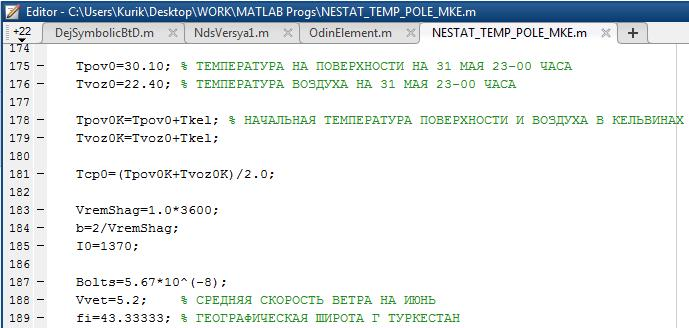 Editor - C:\Users\Kurik\Desktop\WORK\MATLAB Progs\NESTAT_TEMP_POLE_MKE.m
+22 DejSymbolicBtD.m × NdsVersya1.m × OdinElement.m × NESTAT_TEMP_POLE_MKE.m × +
174
175 - Tpov0=30.10; % ТЕМПЕРАТУРА НА ПОВЕРХНОСТИ НА 31 МАЯ 23-00 ЧАСА
176 - Tvoz0=22.40; % ТЕМПЕРАТУРА ВОЗДУХА НА 31 МАЯ 23-00 ЧАСА
177
178 - Tpov0K=Tpov0+Tkel; % НАЧАЛЬНАЯ ТЕМПЕРАТУРА ПОВЕРХНОСТИ И ВОЗДУХА В КЕЛЬВИНАХ
179 - Tvoz0K=Tvoz0+Tkel;
180
181 - Tcp0=(Tpov0K+Tvoz0K)/2.0;
182
183 - VremShag=1.0*3600;
184 - b=2/VremShag;
185 - I0=1370;
186
187 - Bolts=5.67*10^(-8);
188 - Vvet=5.2; % СРЕДНЯЯ СКОРОСТЬ ВЕТРА НА ИЮНЬ
189 - fi=43.33333; % ГЕОГРАФИЧЕСКАЯ ШИРОТА Г ТУРКЕСТАН